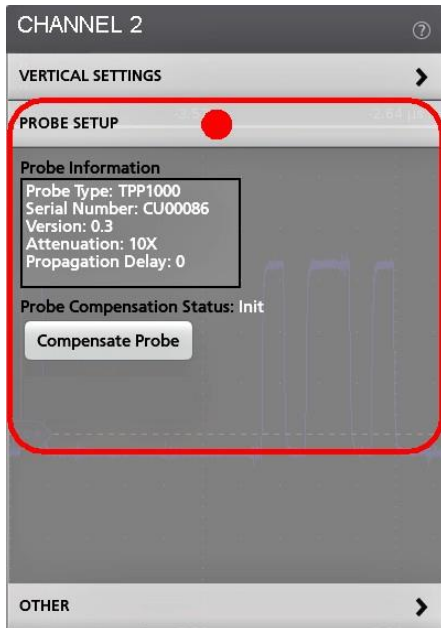 CHANNEL 2
?
VERTICAL SETTINGS
PROBE SETUP
Probe Information
Probe Type: TPP1000
Serial Number: CU00086
Version: 0.3
Attenuation: 10X
Propagation Delay: 0
Probe Compensation Status: Init
Compensate Probe
OTHER